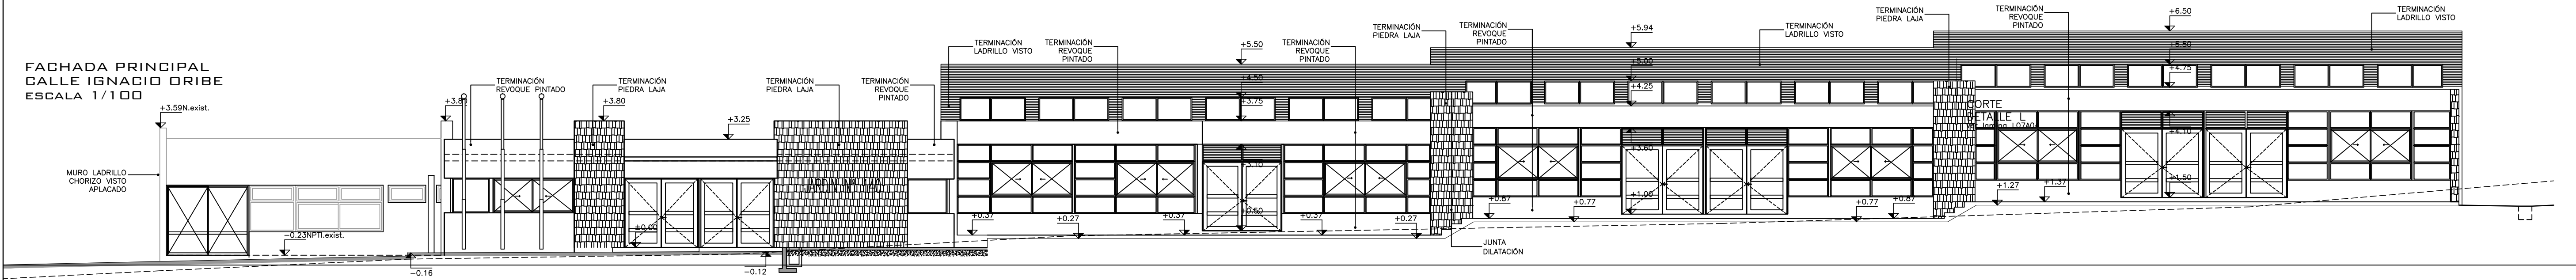 FACHADA PRINCIPAL
CALLE IGNACIO ORIBE
ESCALA 1/100
+3.59N.exist.
MURO LADRILLO
CHORIZO VISTO
APLACADO
-0.23NPTI.exist.
-0.16
+3.80
TERMINACIÓN
REVOQUE PINTADO
+3.80
TERMINACIÓN
PIEDRA LAJA
±0.00
+3.25
TERMINACIÓN
PIEDRA LAJA
JARDIN Nº 140
-0.12
TERMINACIÓN
REVOQUE
PINTADO
TERMINACIÓN
LADRILLO VISTO
TERMINACIÓN
REVOQUE
PINTADO
+5.50
+4.50
+3.75
+3.10
+0.60
+0.37
+0.27
+0.37
+0.37
+0.27
TERMINACIÓN
REVOQUE
PINTADO
TERMINACIÓN
PIEDRA LAJA
JUNTA
DILATACIÓN
TERMINACIÓN
REVOQUE
PINTADO
+5.94
+5.00
+4.25
+3.60
+1.00
+0.87
+0.77
+0.77
+0.87
TERMINACIÓN
LADRILLO VISTO
TERMINACIÓN
PIEDRA LAJA
CORTE
DETALLE L
TERMINACIÓN
REVOQUE
PINTADO
+6.50
+5.50
+4.75
+4.10
+1.50
+1.27
+1.37
TERMINACIÓN
LADRILLO VISTO